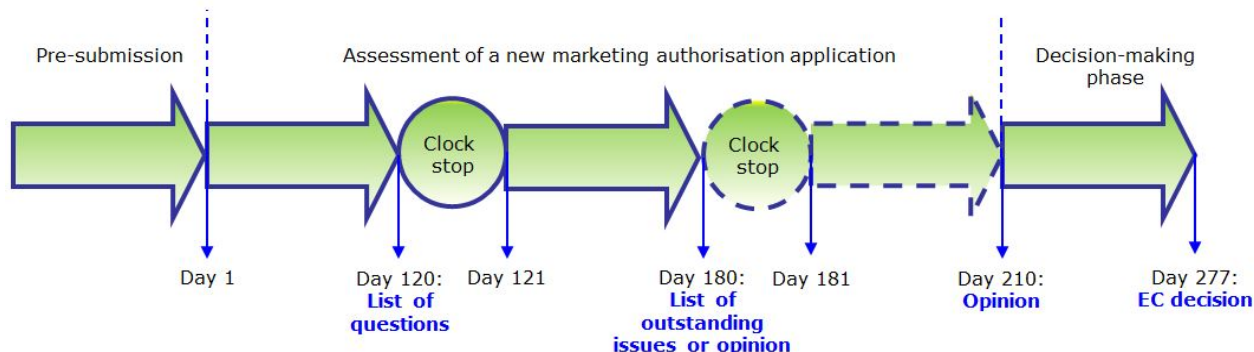 Pre-submission
Assessment of a new marketing authorisation application
Decision-making
phase
Clock
stop
Clock
stop
Day 1
Day 120:
List of
questions
Day 121
Day 180:
List of
outstanding
issues or opinion
Day 181
Day 210:
Opinion
Day 277:
EC decision